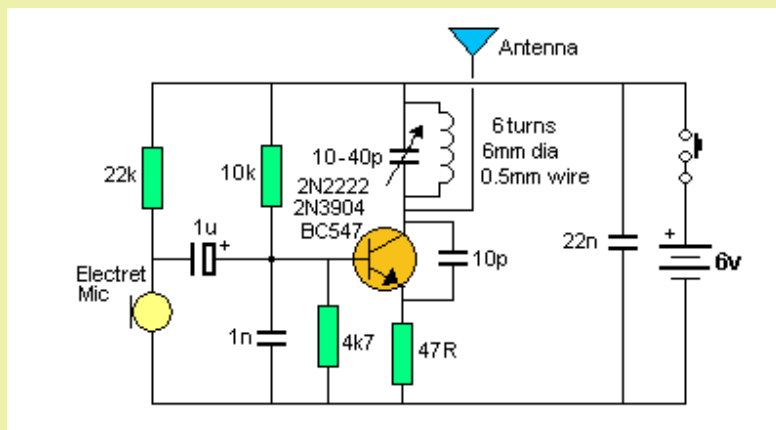 Antenna
6 turns
6mm dia
0.5mm wire
10-40p
22k
10k
2N2222
2N3904
BC547
1u
+
10p
22n
+
6v
Electret
Mic
1n
4k7
47R